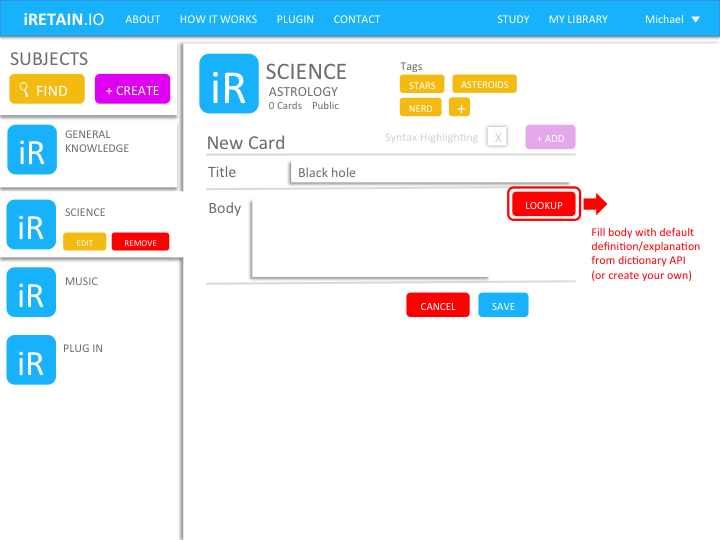 iRETAIN.IO ABOUT HOW IT WORKS PLUGIN CONTACT STUDY MY LIBRARY Michael
SUBJECTS
FIND + CREATE
iR GENERAL
KNOWLEDGE
iR SCIENCE
EDIT REMOVE
iR MUSIC
iR PLUG IN
iR SCIENCE
ASTROLOGY
0 Cards Public
Tags
STARS ASTEROIDS
NERD +
New Card Syntax Highlighting X + ADD
Title Black hole
Body LOOKUP
Fill body with default
definition/explanation
from dictionary API
(or create your own)
CANCEL SAVE